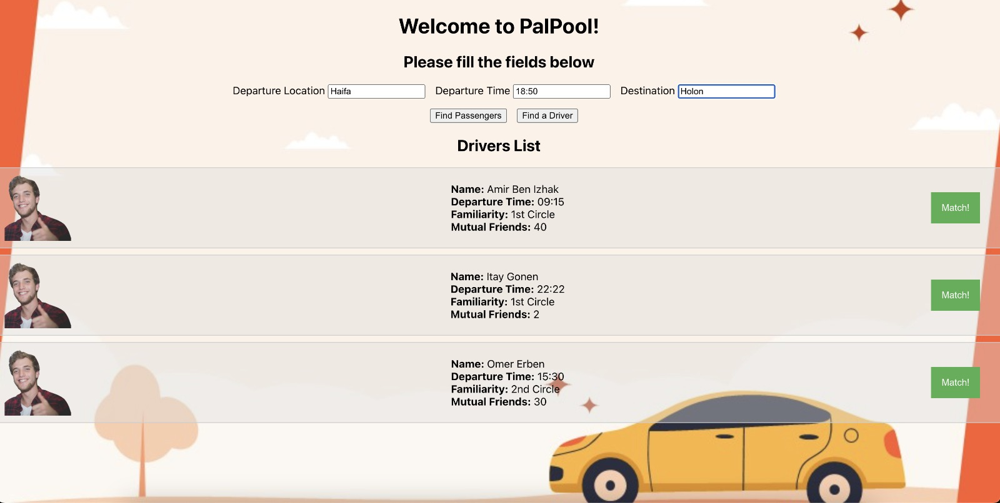 Welcome to PalPool!
Please fill the fields below
Departure Location Haifa Departure Time 18:50 Destination Holon
Find Passengers Find a Driver
Drivers List
Name: Amir Ben Izhak
Departure Time: 09:15
Familiarity: 1st Circle
Mutual Friends: 40
Match!
Name: Itay Gonen
Departure Time: 22:22
Familiarity: 1st Circle
Mutual Friends: 2
Match!
Name: Omer Erben
Departure Time: 15:30
Familiarity: 2nd Circle
Mutual Friends: 30
Match!